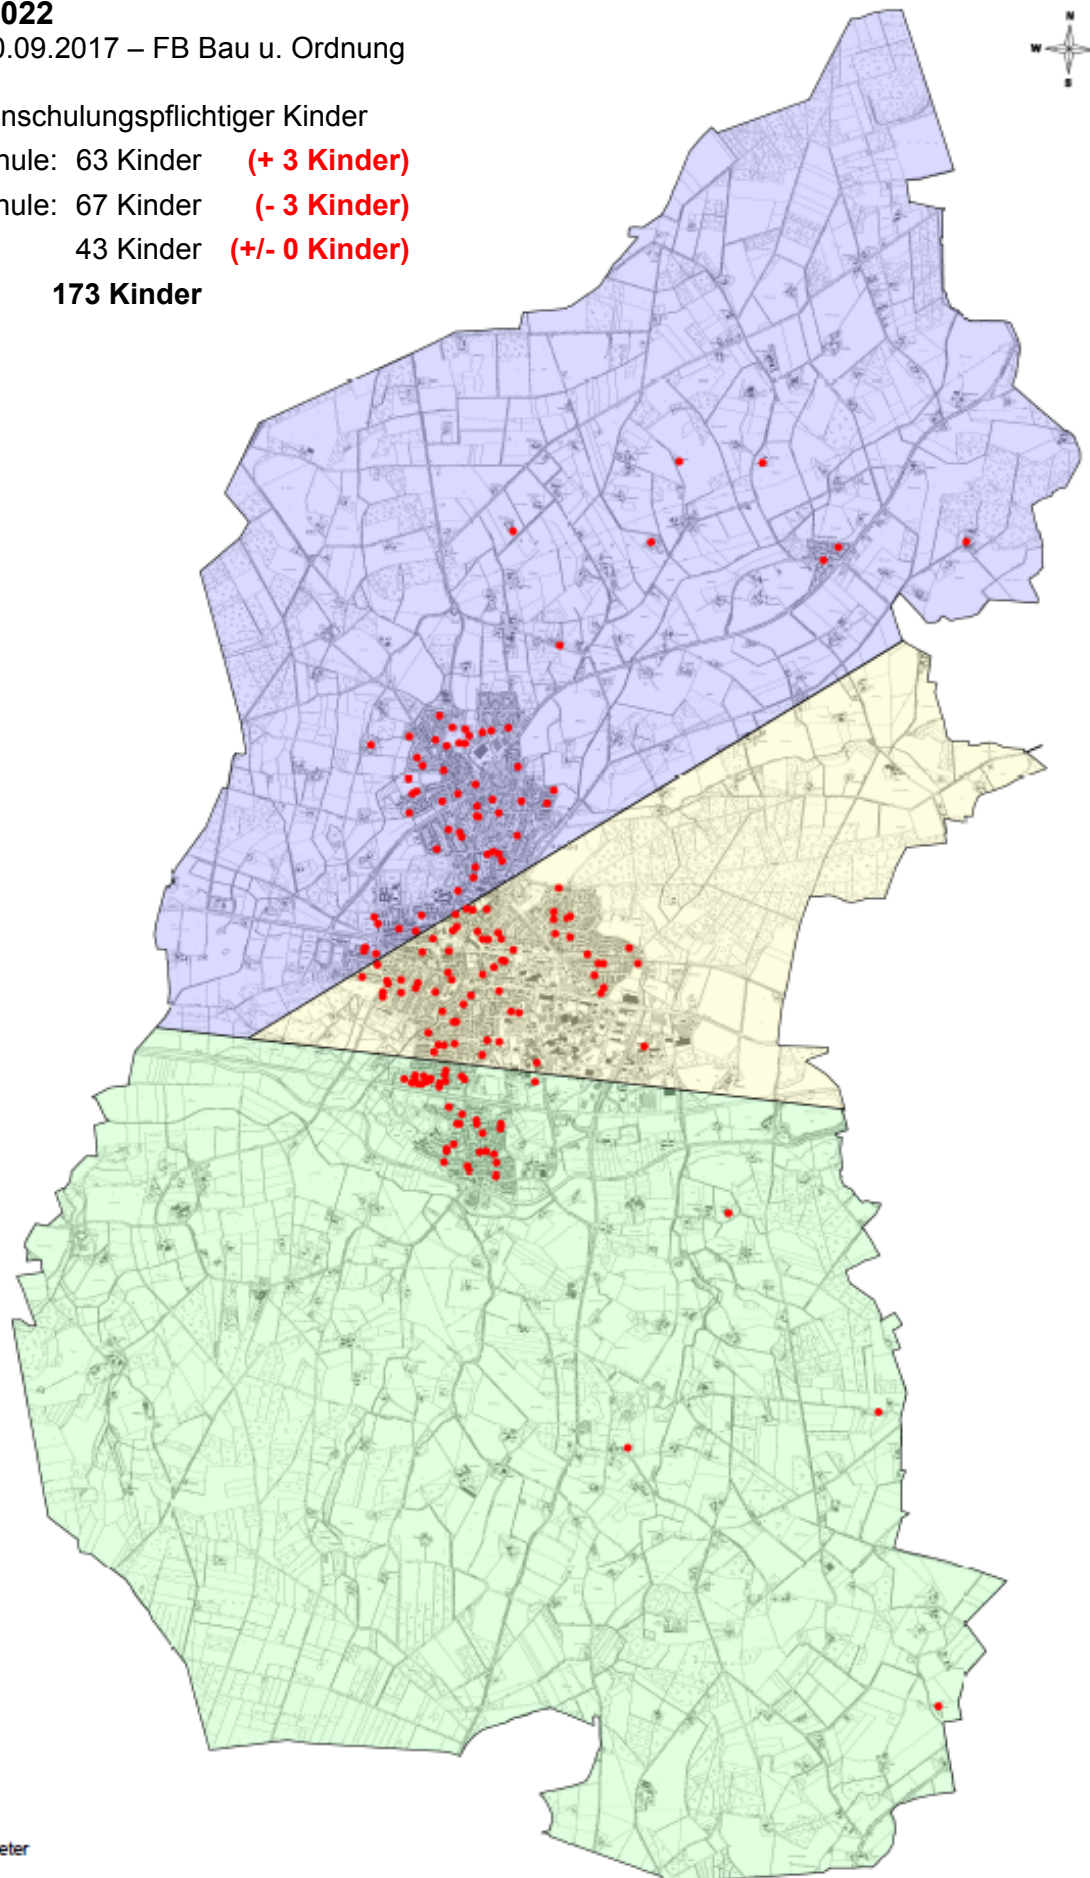 022
0.09.2017 – FB Bau u. Ordnung
nschulungspflichtiger Kinder
hule: 63 Kinder (+ 3 Kinder)
hule: 67 Kinder (- 3 Kinder)
43 Kinder (+/- 0 Kinder)
173 Kinder
N
W
S
eter